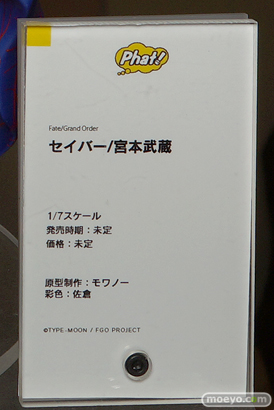 Phat!
Fate/Grand Order
セイバー/宮本武蔵
1/7スケール
発売時期：未定
価格：未定
原型制作：モワノー
彩色：佐倉
©TYPE-MOON / FGO PROJECT
moeyo.com